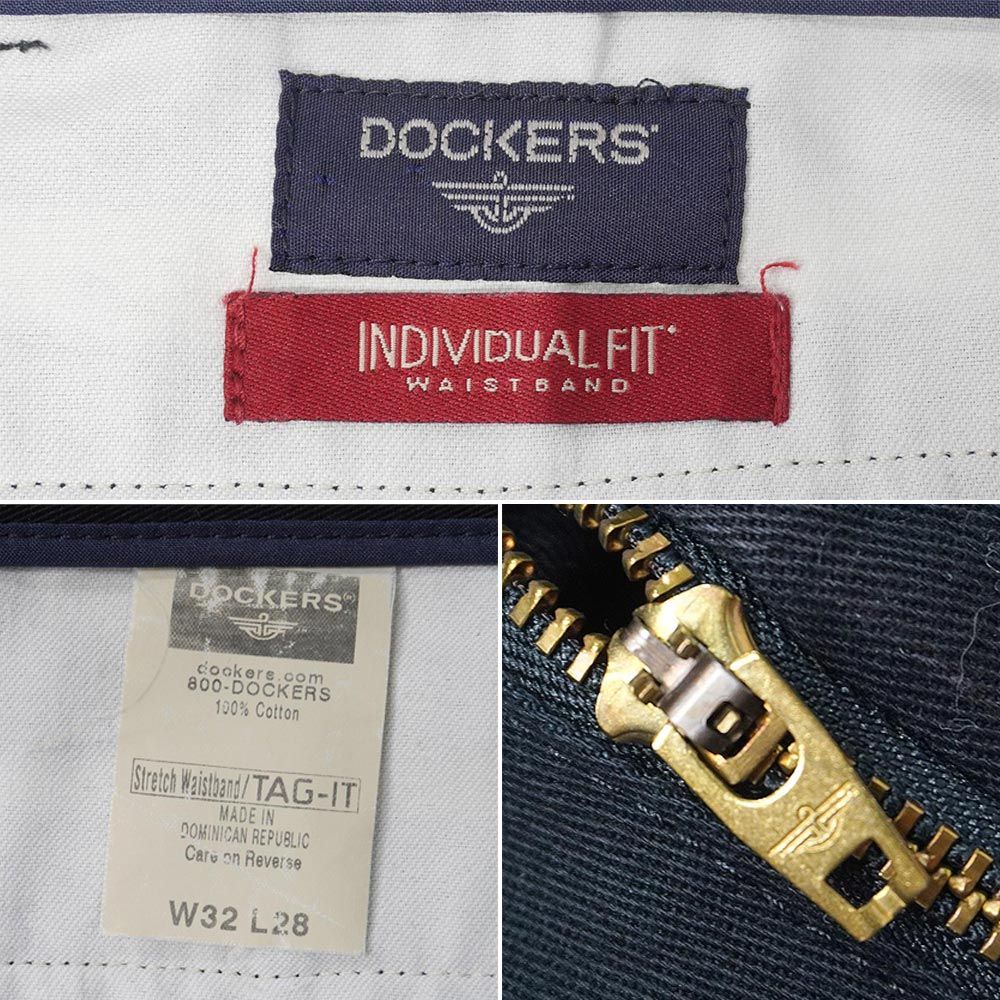 DOCKERS®
INDIVIDUAL FIT®
WAISTBAND
DOCKERS®
dockers.com
800-DOCKERS
100% Cotton
Stretch Waistband/TAG-IT
MADE IN
DOMINICAN REPUBLIC
Care on Reverse
W32 L28